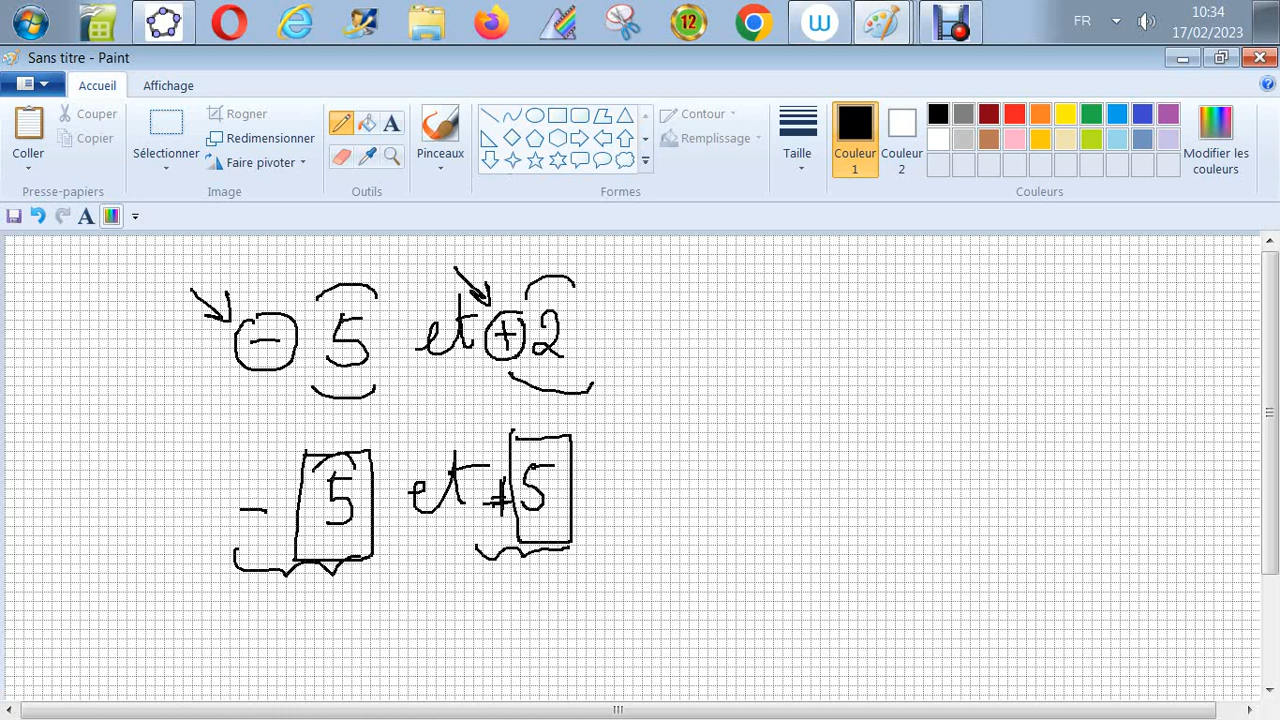 12
W
FR
10:34
17/02/2023
Sans titre - Paint
Accueil Affichage
Coller
Couper
Copier
Presse-papiers
Sélectionner
Rogner
Redimensionner
Faire pivoter
Image
A
Outils
Pinceaux
Contour
Remplissage
Formes
Taille
Couleur 1
Couleur 2
Modifier les couleurs
Couleurs
A
- 5 et + 2
- 5 et + 5